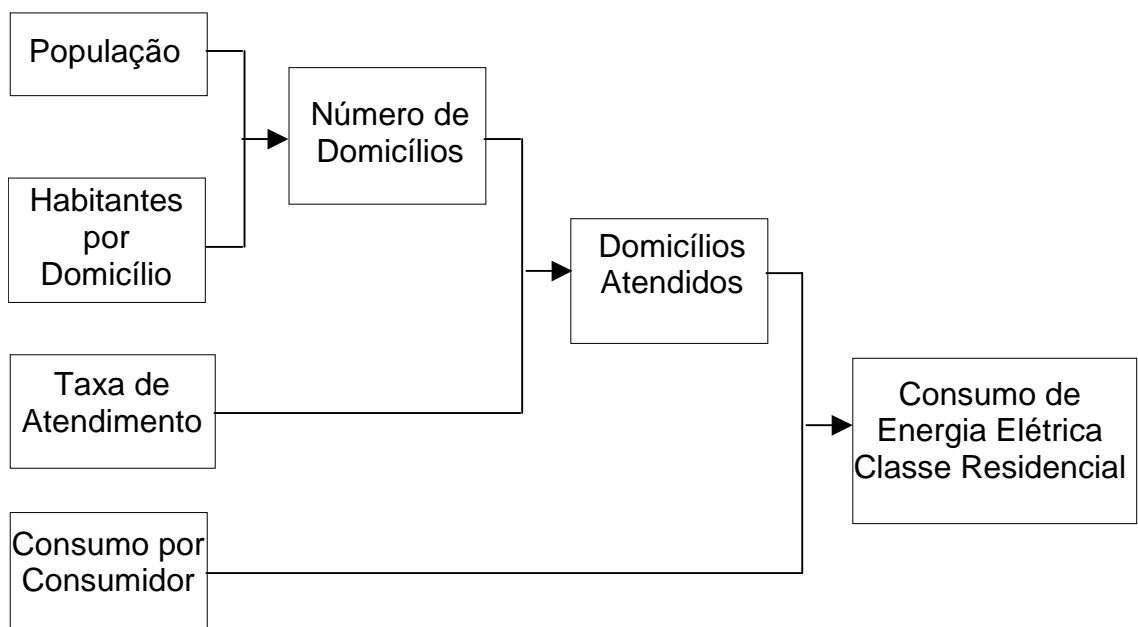 População
Número de
Domicílios
Habitantes
por
Domicílio
Domicílios
Atendidos
Taxa de
Atendimento
Consumo de
Energia Elétrica
Classe Residencial
Consumo por
Consumidor